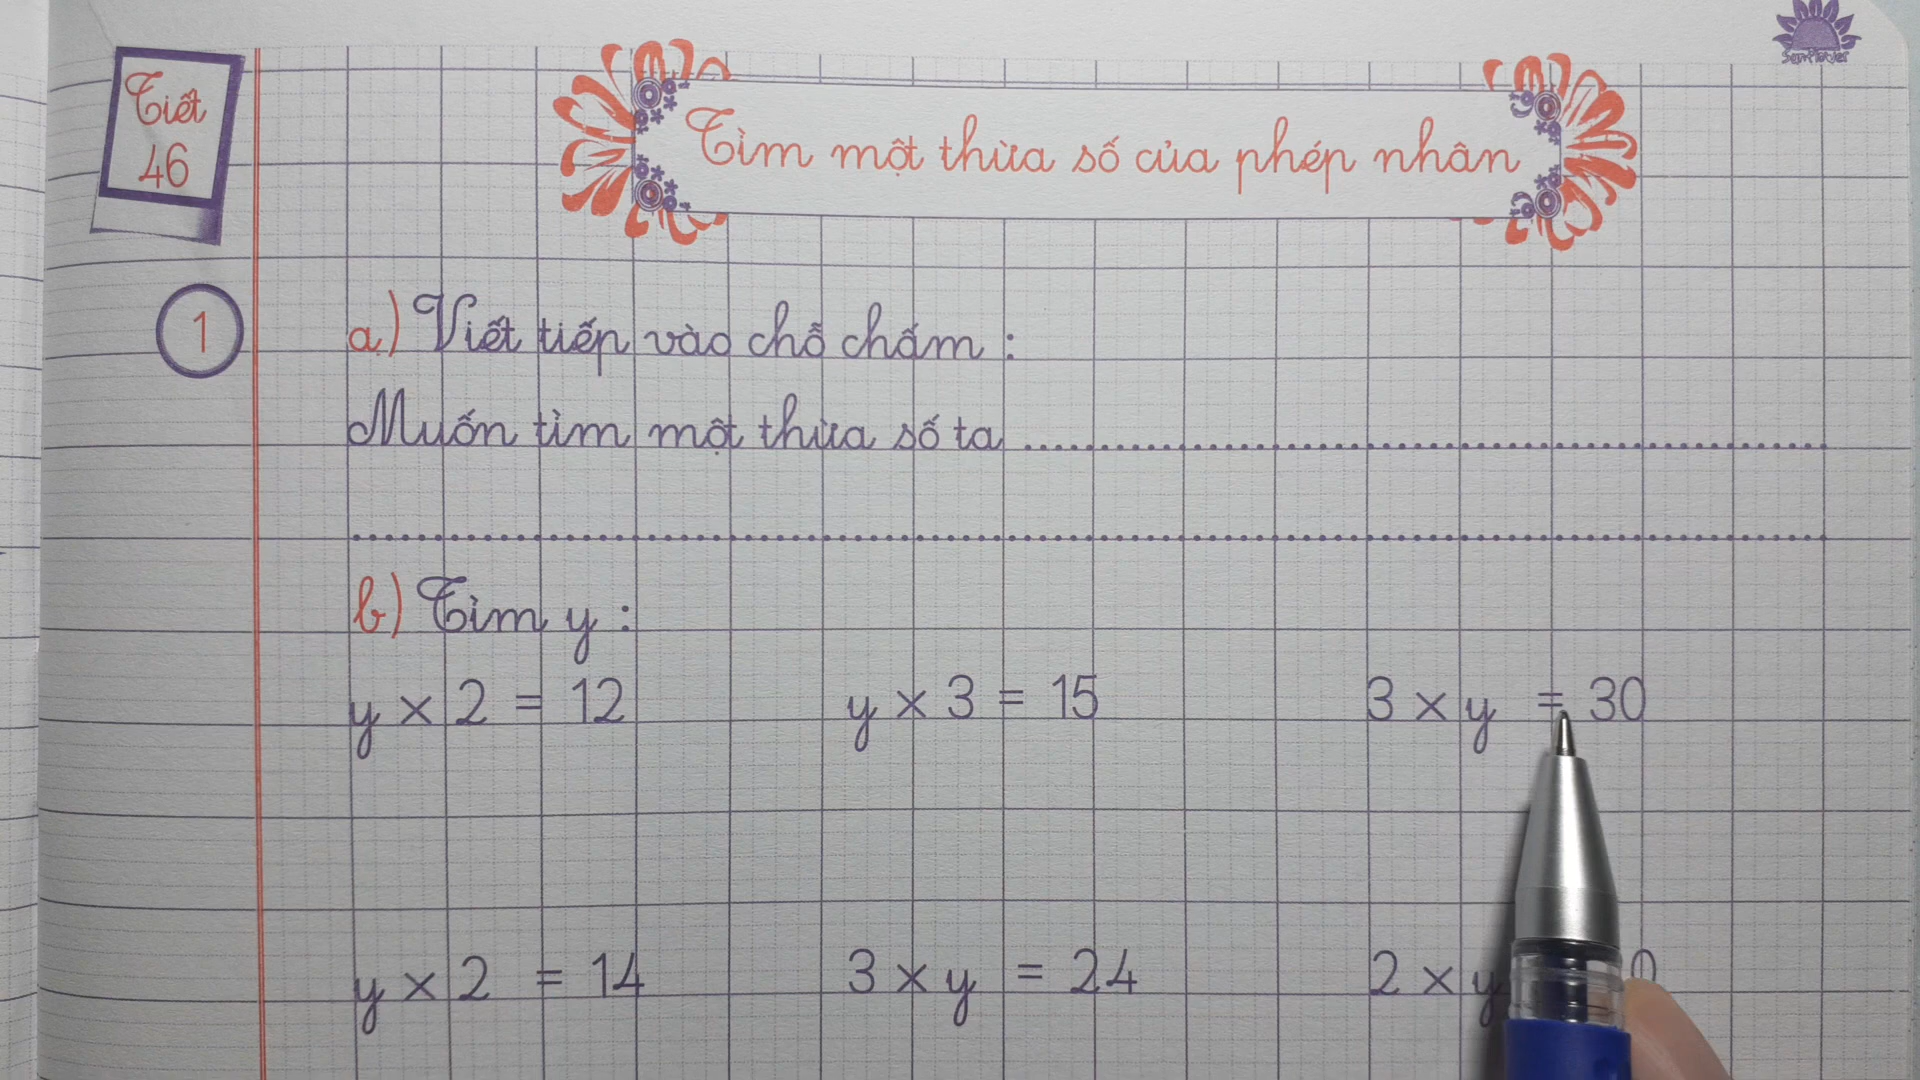 Tiết
46
Tìm một thừa số của phép nhân
SunFlower
1
a) Viết tiếp vào chỗ chấm :
Muốn tìm một thừa số ta ................................
................................
b) Tìm y :
y × 2 = 12 y × 3 = 15 3 × y = 30
y × 2 = 14 3 × y = 24 2 × y